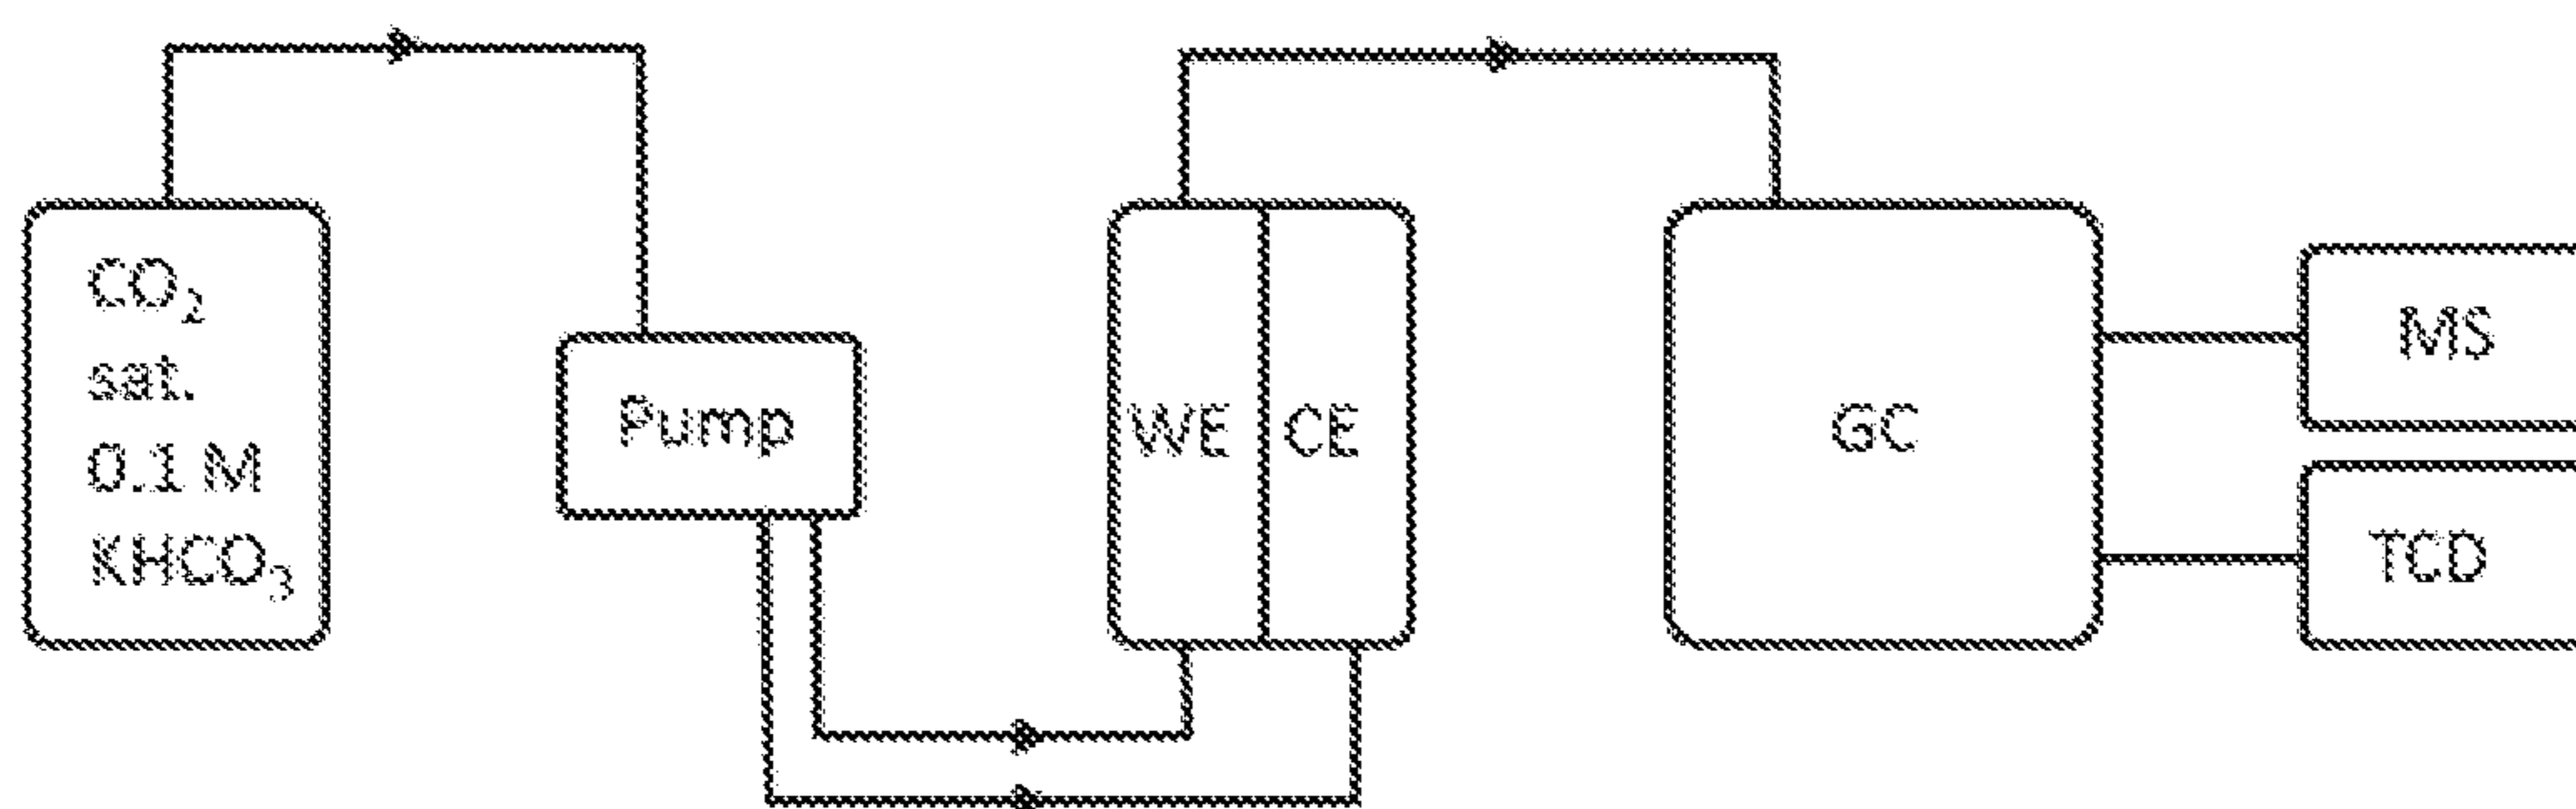 CO₂
sat.
0.1 M
KHCO₃
Pump
WE
CE
GC
MS
TCD